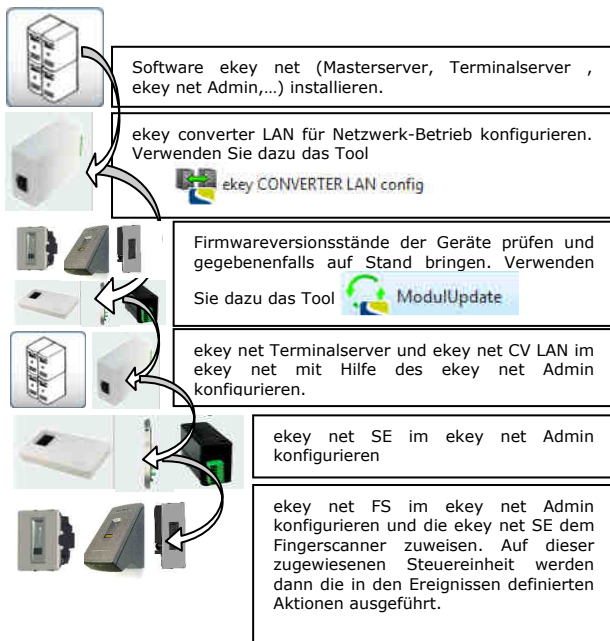 Software ekey net (Masterserver, Terminalserver ,
ekey net Admin,…) installieren.
ekey converter LAN für Netzwerk-Betrieb konfigurieren.
Verwenden Sie dazu das Tool
ekey CONVERTER LAN config
Firmwareversionsstände der Geräte prüfen und
gegebenenfalls auf Stand bringen. Verwenden
Sie dazu das Tool ModulUpdate
ekey net Terminalserver und ekey net CV LAN im
ekey net mit Hilfe des ekey net Admin
konfigurieren.
ekey net SE im ekey net Admin
konfigurieren
ekey net FS im ekey net Admin
konfigurieren und die ekey net SE dem
Fingerscanner zuweisen. Auf dieser
zugewiesenen Steuereinheit werden
dann die in den Ereignissen definierten
Aktionen ausgeführt.